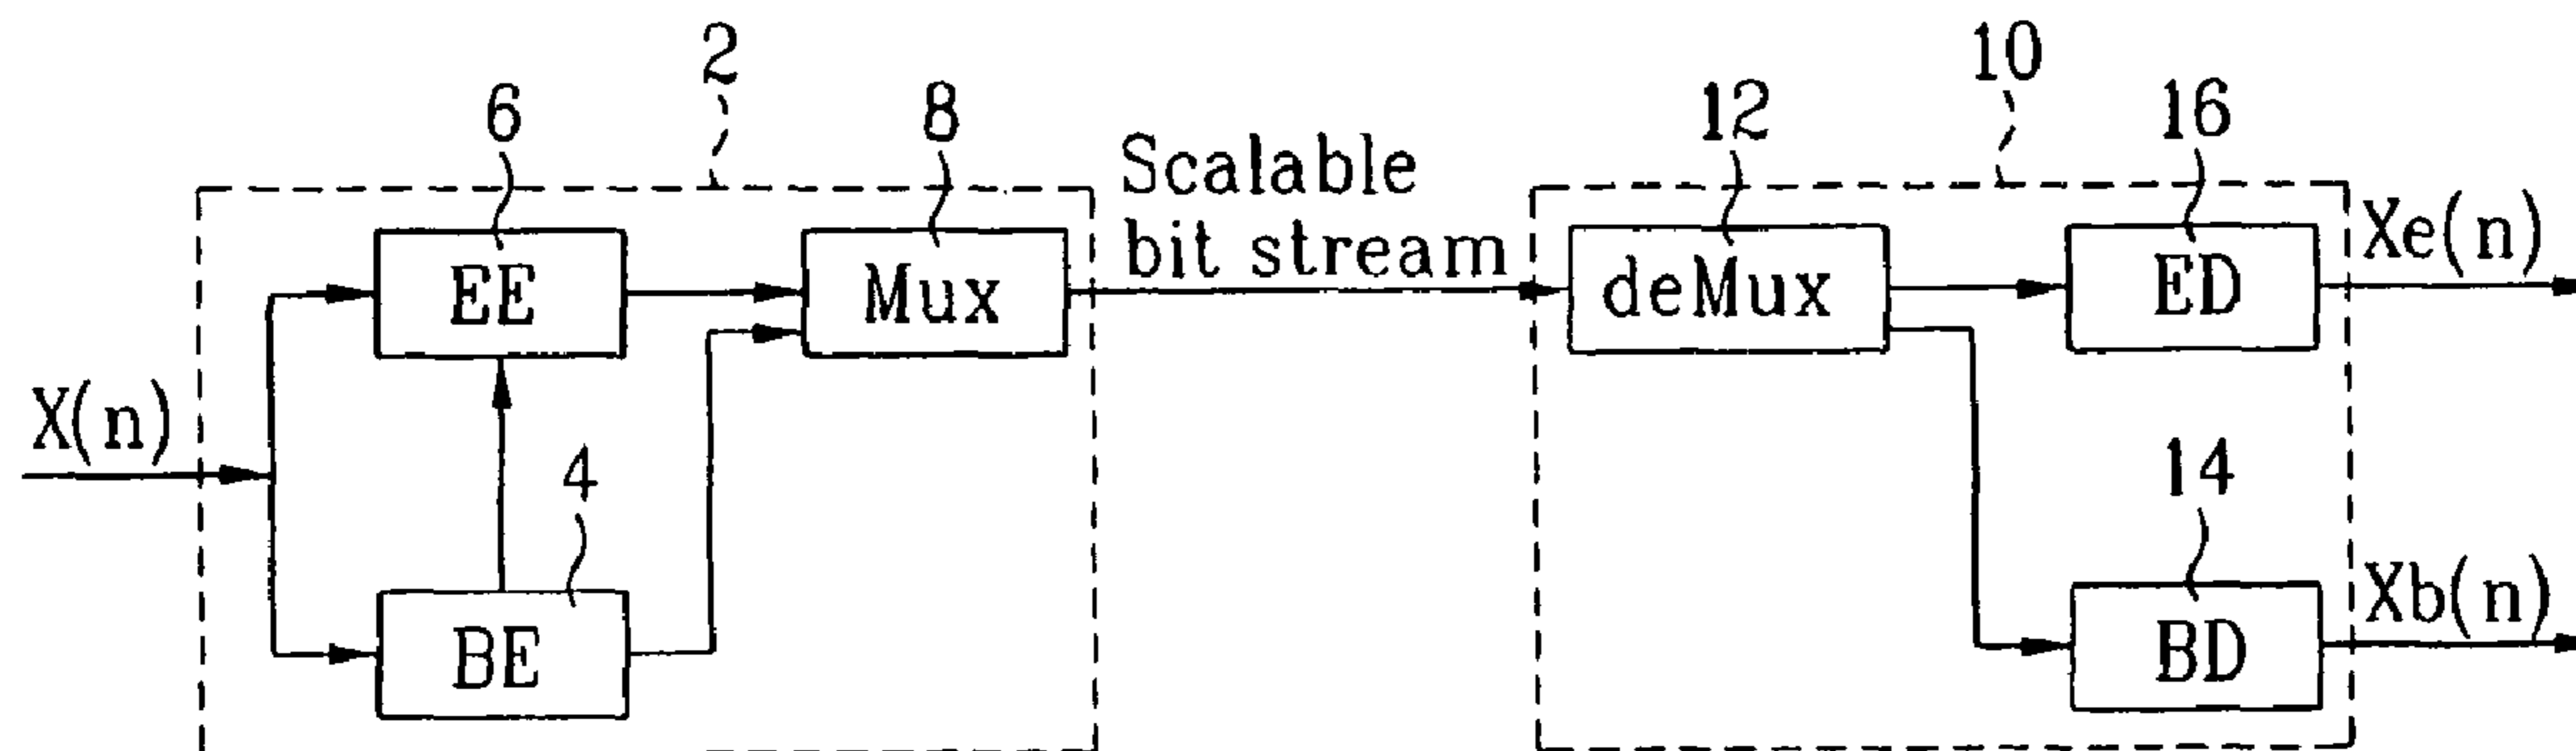 2
10
6
8
12
16
Scalable
bit stream
Xe(n)
EE
Mux
deMux
ED
X(n)
4
14
Xb(n)
BE
BD